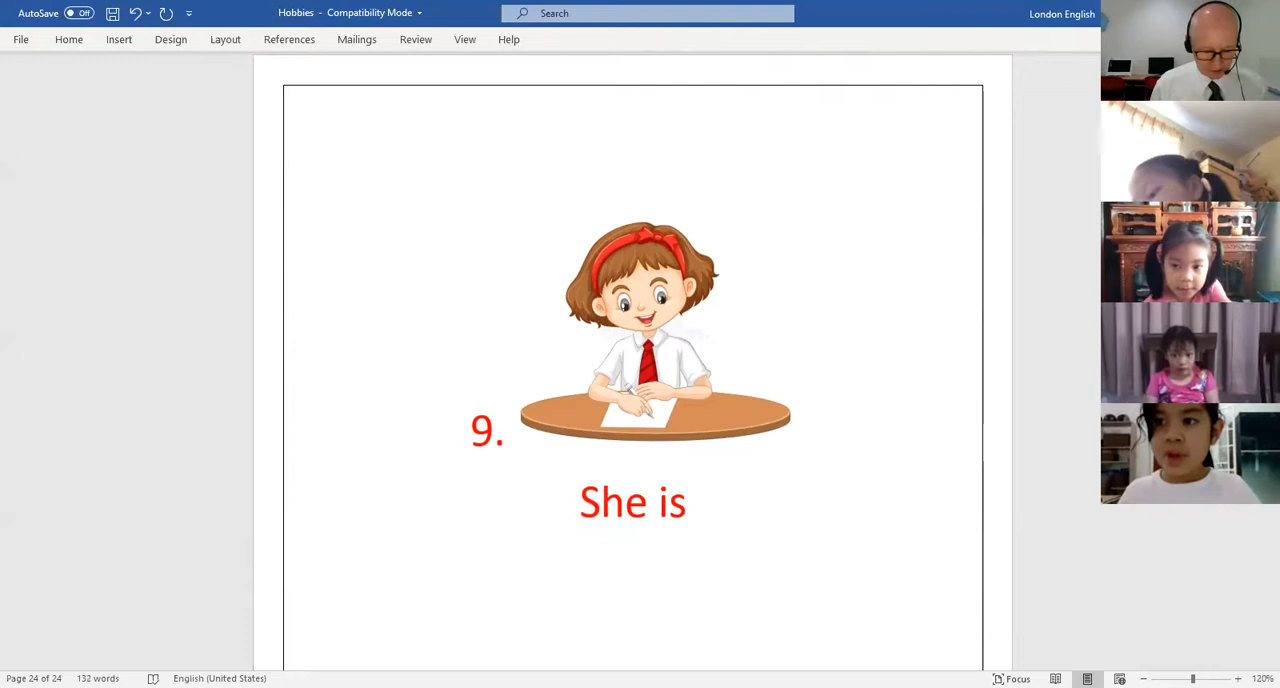 AutoSave Off
Hobbies - Compatibility Mode
Search
London English
File Home Insert Design Layout References Mailings Review View Help
9.
She is
Page 24 of 24 132 words English (United States) Focus 120%